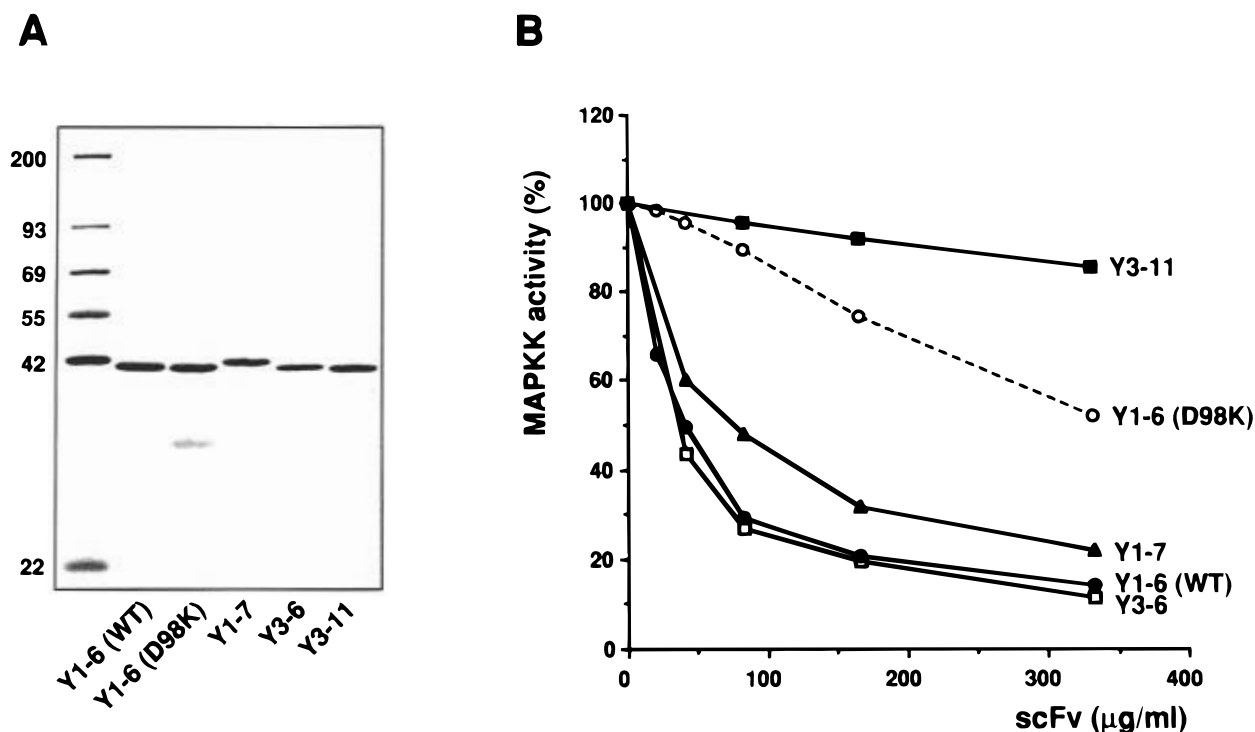 A
200
93
69
55
42
22
Y1-6 (WT)
Y1-6 (D98K)
Y1-7
Y3-6
Y3-11
B
MAPKK activity (%)
120
100
80
60
40
20
0
0 100 200 300 400
scFv (μg/ml)
Y3-11
Y1-6 (D98K)
Y1-7
Y1-6 (WT)
Y3-6